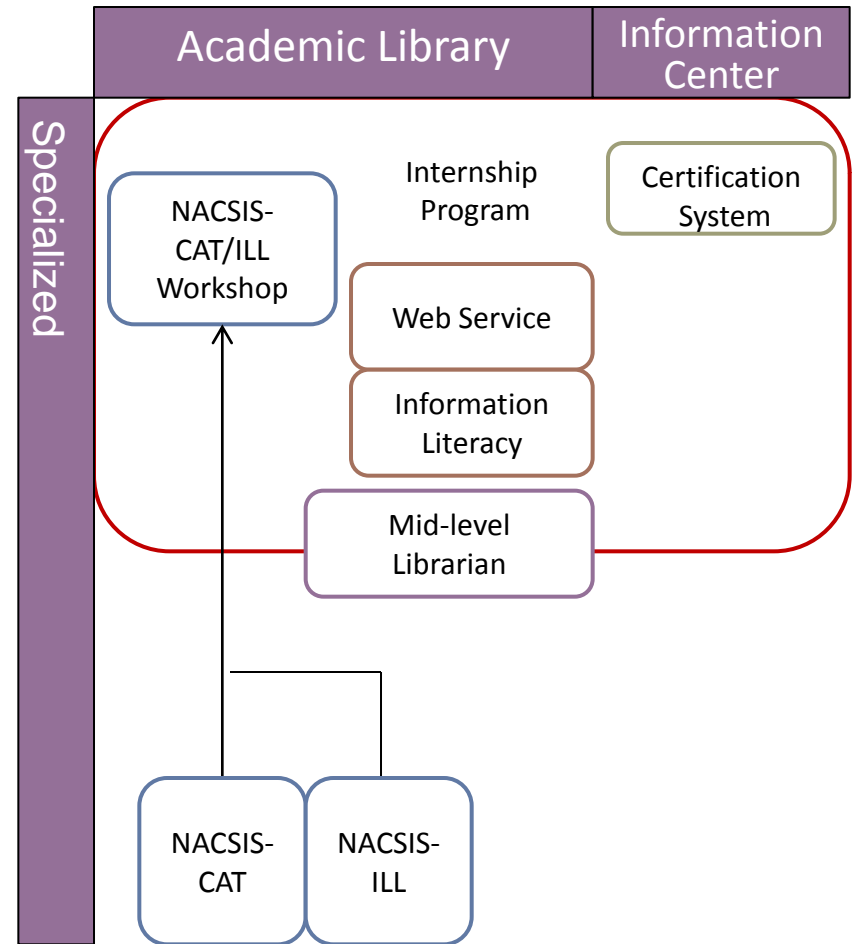 Academic Library
Information
Center
Specialized
Internship
Program
Certification
System
NACSIS-
CAT/ILL
Workshop
Web Service
Information
Literacy
Mid-level
Librarian
NACSIS-
CAT
NACSIS-
ILL